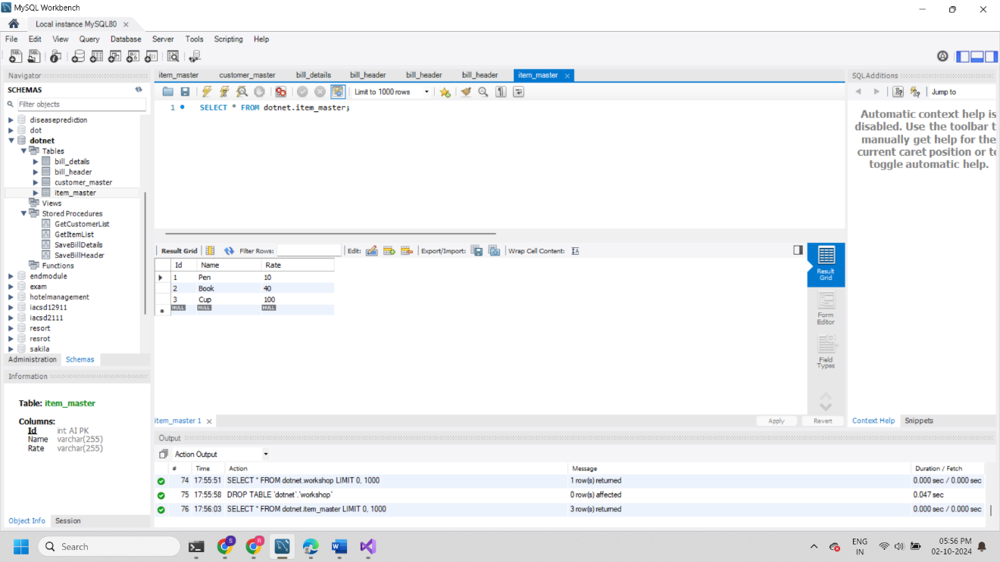 MySQL Workbench
Local instance MySQL80
File Edit View Query Database Server Tools Scripting Help
Navigator
SCHEMAS
Filter objects
diseaseprediction
dot
dotnet
Tables
bill_details
bill_header
customer_master
item_master
Views
Stored Procedures
GetCustomerList
GetItemList
SaveBillDetails
SaveBillHeader
Functions
endmodule
exam
hotelmanagement
iacsd12911
iacsd2111
resort
resrot
sakila
Administration Schemas
Information
Table: item_master
Columns:
Id int AI PK
Name varchar(255)
Rate varchar(255)
Object Info Session
item_master customer_master bill_details bill_header bill_header bill_header item_master
Limit to 1000 rows
1 SELECT * FROM dotnet.item_master;
Result Grid Filter Rows: Edit: Export/Import: Wrap Cell Content:
Id Name Rate
1 Pen 10
2 Book 40
3 Cup 100
NULL NULL NULL
Result
Grid
Form
Editor
Field
Types
item_master 1 Apply Revert
Output
Action Output
# Time Action Message Duration / Fetch
74 17:55:51 SELECT * FROM dotnet.workshop LIMIT 0, 1000 1 row(s) returned 0.000 sec / 0.000 sec
75 17:55:58 DROP TABLE `dotnet`.`workshop` 0 row(s) affected 0.047 sec
76 17:56:03 SELECT * FROM dotnet.item_master LIMIT 0, 1000 3 row(s) returned 0.000 sec / 0.000 sec
SQLAdditions
Jump to
Automatic context help is
disabled. Use the toolbar t
manually get help for the
current caret position or to
toggle automatic help.
Context Help Snippets
Search
ENG
IN
05:56 PM
02-10-2024